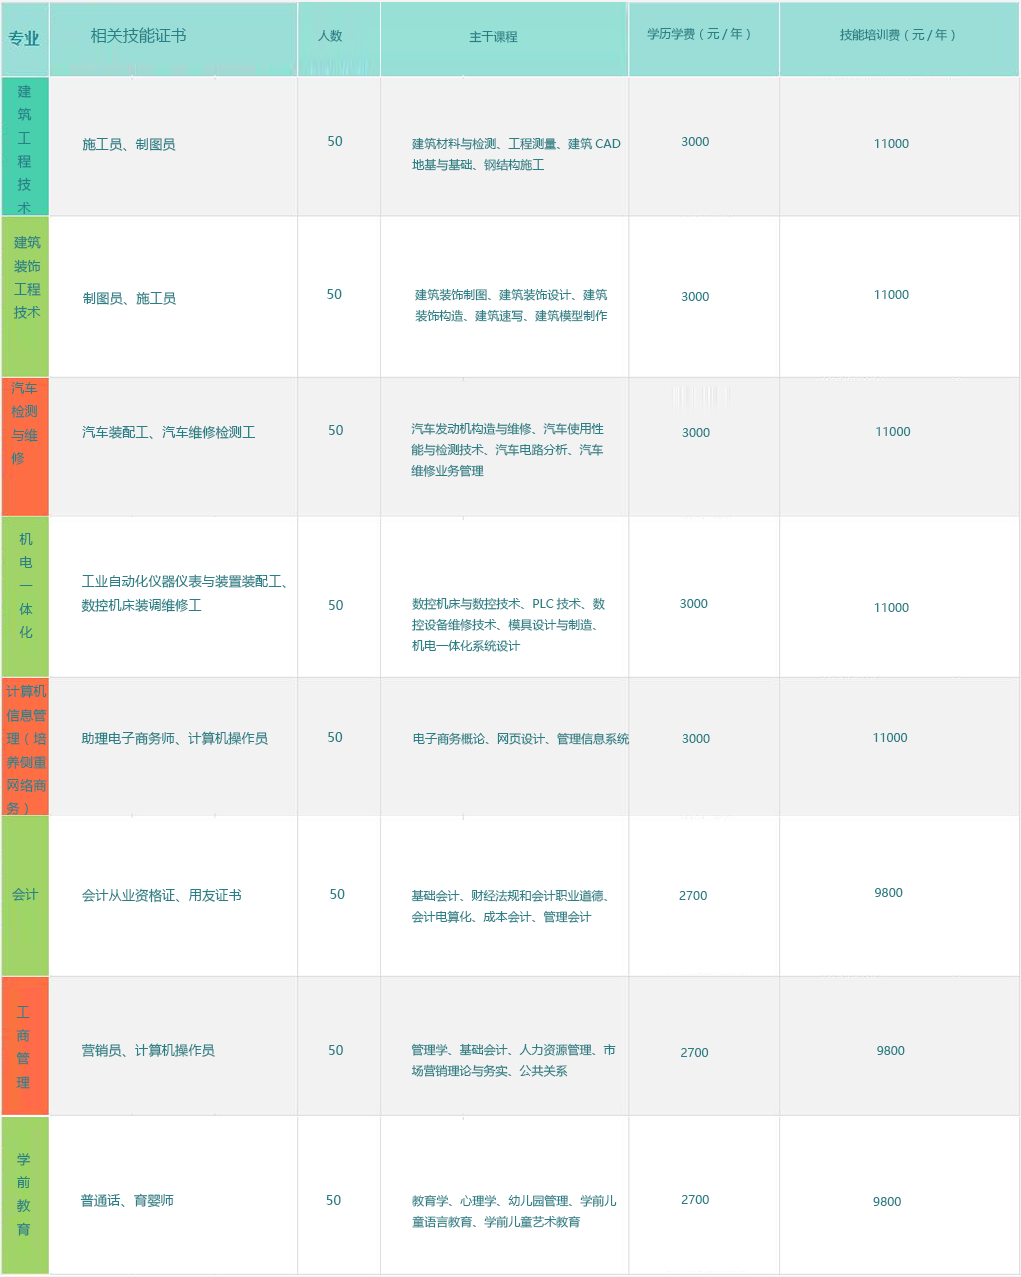 专业 相关技能证书 人数 主干课程 学历学费（元／年） 技能培训费（元／年）
建
筑
工
程
技
术
施工员、制图员
50
建筑材料与检测、工程测量、建筑 CAD
地基与基础、钢结构施工
3000
11000
建筑
装饰
工程
技术
制图员、施工员
50
建筑装饰制图、建筑装饰设计、建筑
装饰构造、建筑速写、建筑模型制作
3000
11000
汽车
检测
与维
修
汽车装配工、汽车维修检测工
50
汽车发动机构造与维修、汽车使用性
能与检测技术、汽车电路分析、汽车
维修业务管理
3000
11000
机
电
一
体
化
工业自动化仪器仪表与装置装配工、
数控机床装调维修工
50
数控机床与数控技术、PLC 技术、数
控设备维修技术、模具设计与制造、
机电一体化系统设计
3000
11000
计算机
信息管
理（培
养侧重
网络商
务）
助理电子商务师、计算机操作员
50
电子商务概论、网页设计、管理信息系统
3000
11000
会计
会计从业资格证、用友证书
50
基础会计、财经法规和会计职业道德、
会计电算化、成本会计、管理会计
2700
9800
工
商
管
理
营销员、计算机操作员
50
管理学、基础会计、人力资源管理、市
场营销理论与务实、公共关系
2700
9800
学
前
教
育
普通话、育婴师
50
教育学、心理学、幼儿园管理、学前儿
童语言教育、学前儿童艺术教育
2700
9800